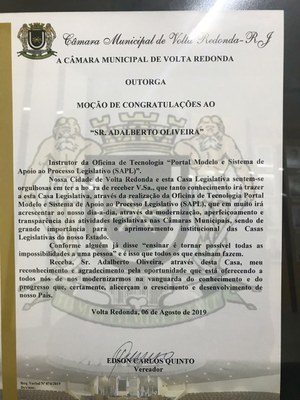 Câmara Municipal de Volta Redonda-RJ
A CÂMARA MUNICIPAL DE VOLTA REDONDA
OUTORGA
MOÇÃO DE CONGRATULAÇÕES AO
"SR. ADALBERTO OLIVEIRA"
Instrutor da Oficina de Tecnologia "Portal Modelo e Sistema de
Apoio ao Processo Legislativo (SAPL)".
Nossa Cidade de Volta Redonda e esta Casa Legislativa sentem-se
orgulhosas em ter a honra de receber V.Sa., que tanto conhecimento irá trazer
a esta Casa Legislativa, através da realização da Oficina de Tecnologia Portal
Modelo e Sistema de Apoio ao Processo Legislativo (SAPL), que em muito irá
acrescentar ao nosso dia-a-dia, através da modernização, aperfeiçoamento e
transparência das atividades legislativas nas Câmaras Municipais, sendo de
grande importância para o aprimoramento institucional das Casas
Legislativas do nosso Estado.
Conforme alguém já disse "ensinar é tornar possível todas as
impossibilidades a uma pessoa" e é isso que todos os que ensinam fazem.
Receba, Sr. Adalberto Oliveira, através desta Casa, meu
reconhecimento e agradecimento pela oportunidade que está oferecendo a
todos nós de nos modernizarmos na vanguarda do conhecimento e do
progresso que, certamente, alicerçam o crescimento e desenvolvimento de
nosso País.
Volta Redonda, 06 de Agosto de 2019.
EDSON CARLOS QUINTO
Vereador